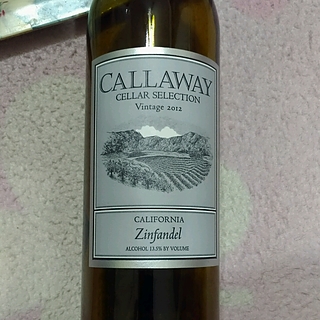 CALLAWAY
CELLAR SELECTION
Vintage 2012
CALIFORNIA
Zinfandel
ALCOHOL 13.5% BY VOLUME